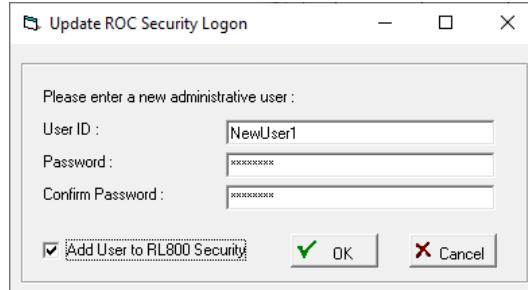 Update ROC Security Logon
Please enter a new administrative user :
User ID :
NewUser1
Password :
********
Confirm Password :
********
Add User to RL800 Security
OK
Cancel